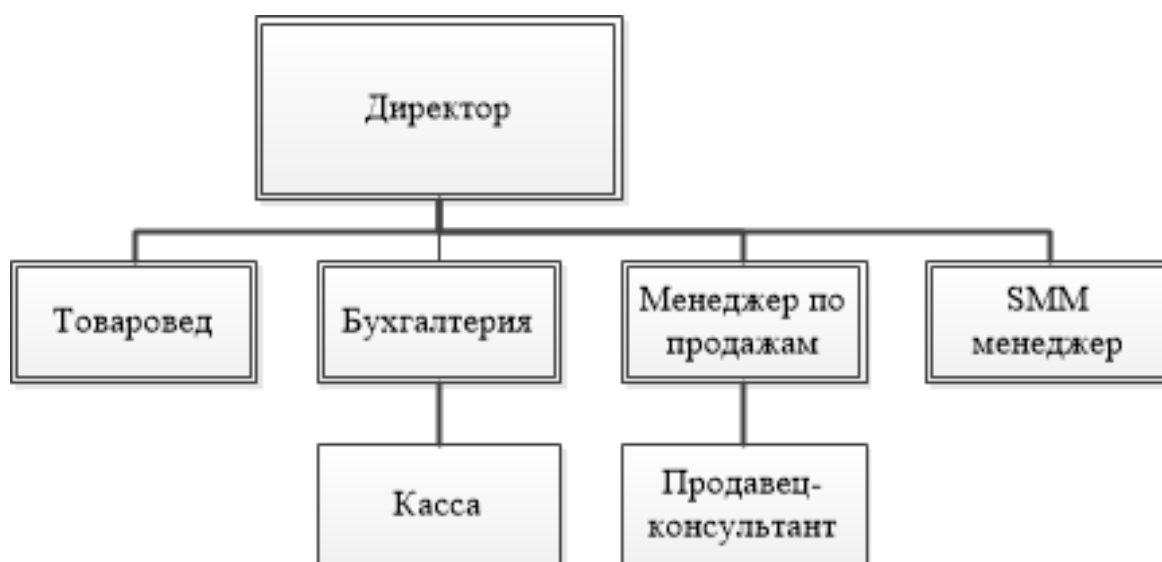 Директор
Товаровед
Бухгалтерия
Менеджер по
продажам
SMM
менеджер
Касса
Продавец-
консультант